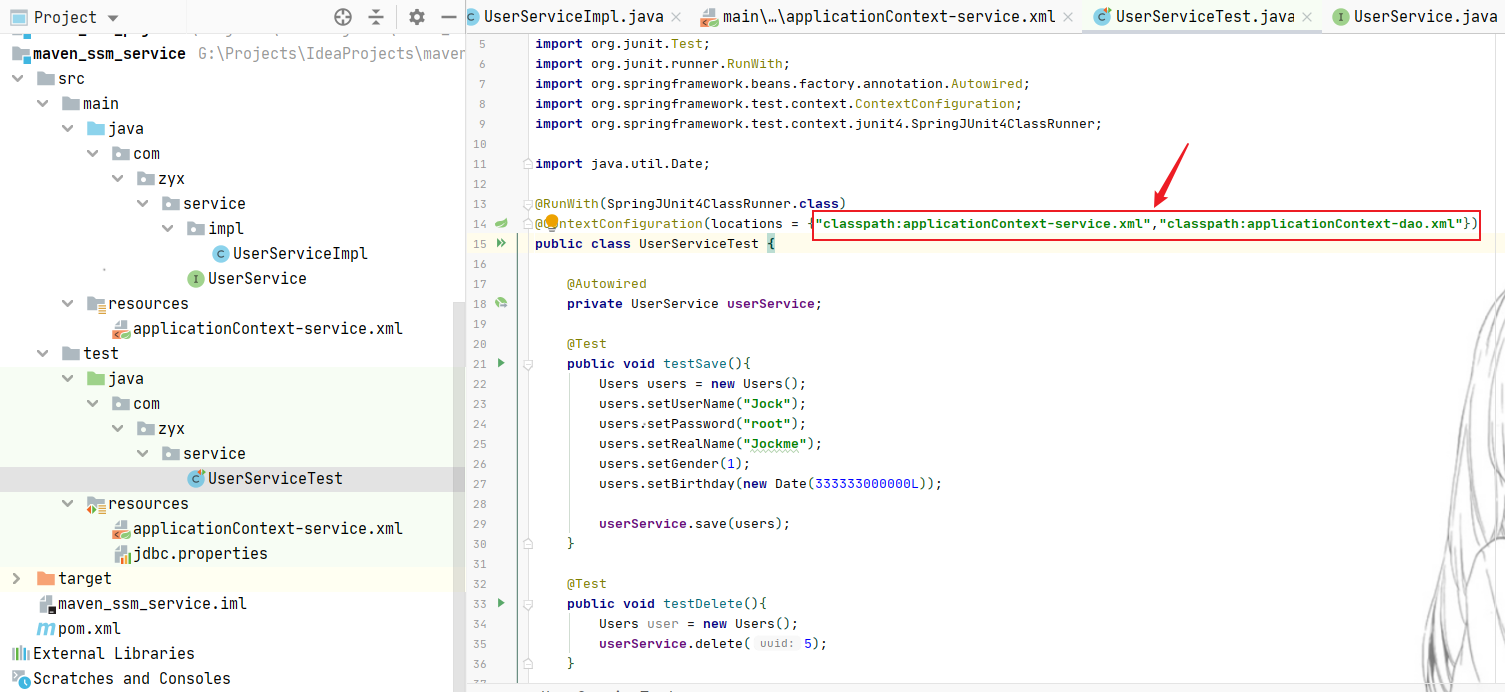 Project
maven_ssm_service G:\Projects\IdeaProjects\maven
src
main
java
com
zyx
service
impl
UserServiceImpl
UserService
resources
applicationContext-service.xml
test
java
com
zyx
service
UserServiceTest
resources
applicationContext-service.xml
jdbc.properties
target
maven_ssm_service.iml
pom.xml
External Libraries
Scratches and Consoles
UserServiceImpl.java main\...\applicationContext-service.xml UserServiceTest.java UserService.java
5 import org.junit.Test;
6 import org.junit.runner.RunWith;
7 import org.springframework.beans.factory.annotation.Autowired;
8 import org.springframework.test.context.ContextConfiguration;
9 import org.springframework.test.context.junit4.SpringJUnit4ClassRunner;
10
11 import java.util.Date;
12
13 @RunWith(SpringJUnit4ClassRunner.class)
14 @ContextConfiguration(locations = {"classpath:applicationContext-service.xml","classpath:applicationContext-dao.xml"})
15 public class UserServiceTest {
16
17 @Autowired
18 private UserService userService;
19
20 @Test
21 public void testSave(){
22 Users users = new Users();
23 users.setUserName("Jock");
24 users.setPassword("root");
25 users.setRealName("Jockme");
26 users.setGender(1);
27 users.setBirthday(new Date(333333000000L));
28
29 userService.save(users);
30 }
31
32 @Test
33 public void testDelete(){
34 Users user = new Users();
35 userService.delete( uuid: 5);
36 }